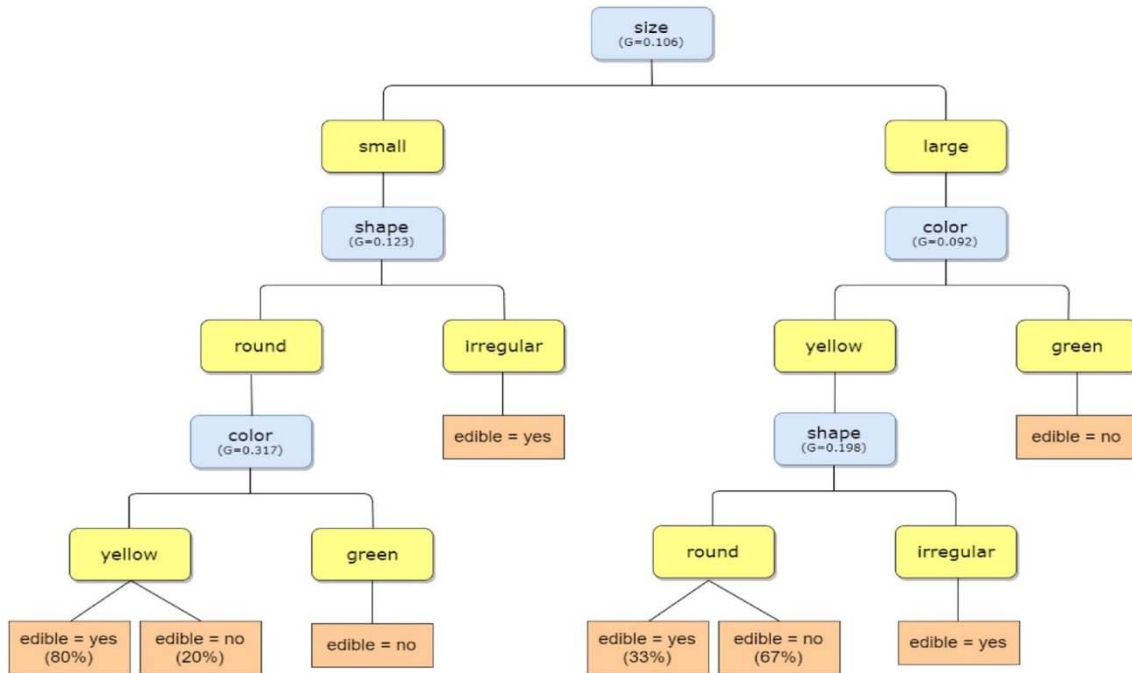 size
(G=0.106)
small
large
shape
(G=0.123)
color
(G=0.092)
round
irregular
yellow
green
color
(G=0.317)
edible = yes
shape
(G=0.198)
edible = no
yellow
green
round
irregular
edible = yes
(80%)
edible = no
(20%)
edible = no
edible = yes
(33%)
edible = no
(67%)
edible = yes